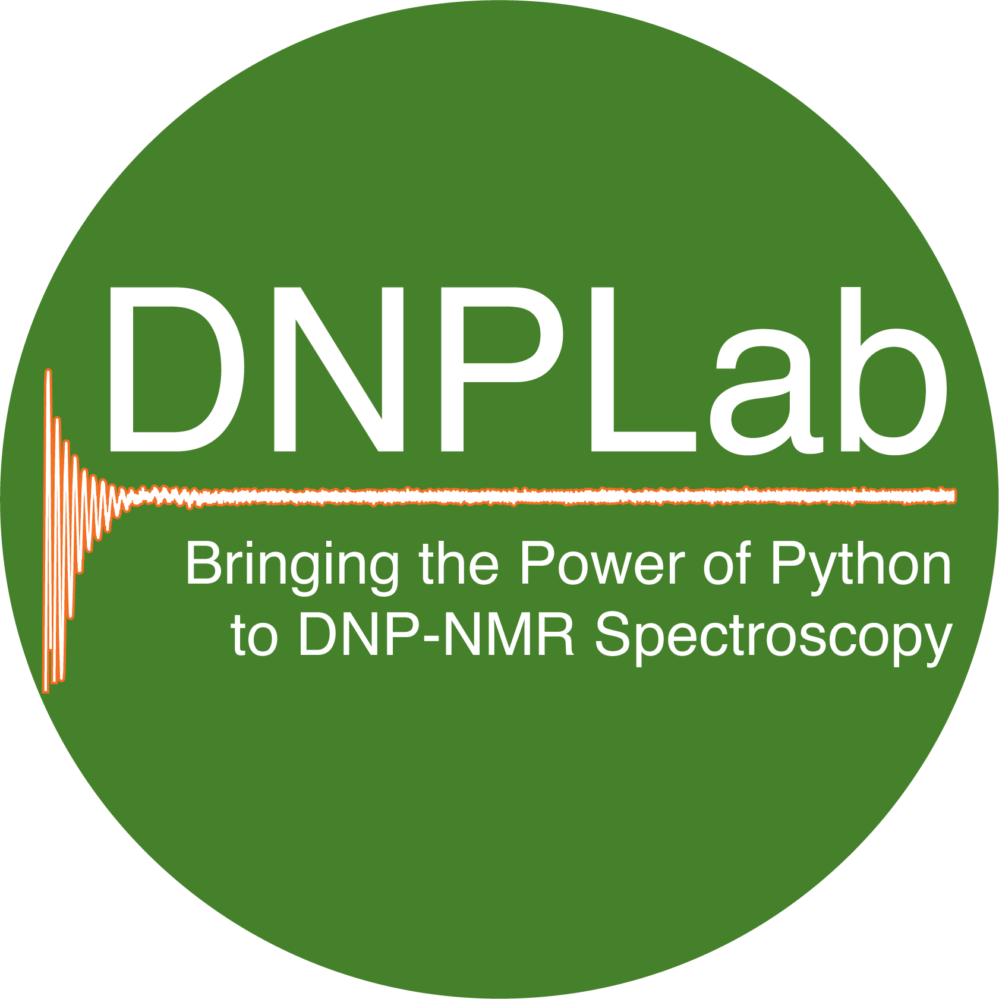 DNPLab
Bringing the Power of Python
to DNP-NMR Spectroscopy